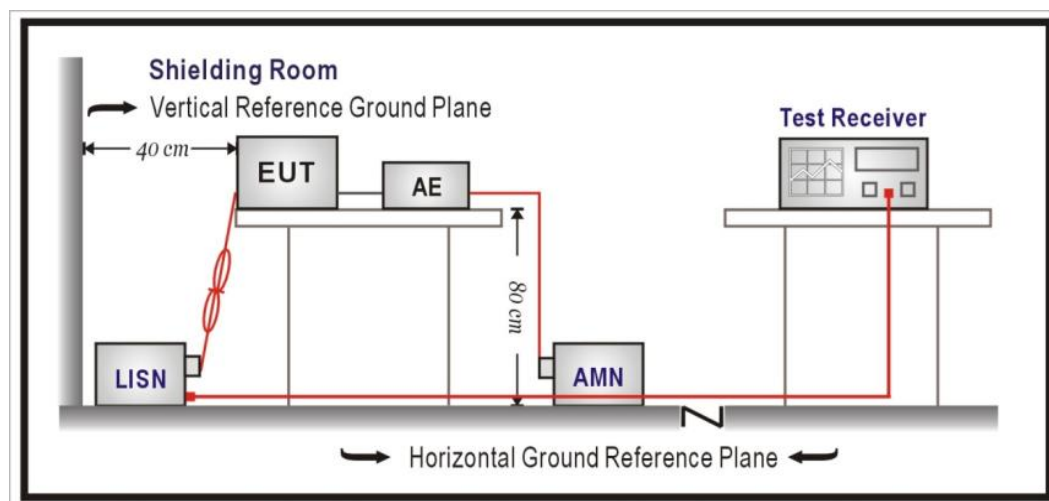 Shielding Room
Vertical Reference Ground Plane
Test Receiver
40 cm
EUT
AE
80 cm
LISN
AMN
Horizontal Ground Reference Plane